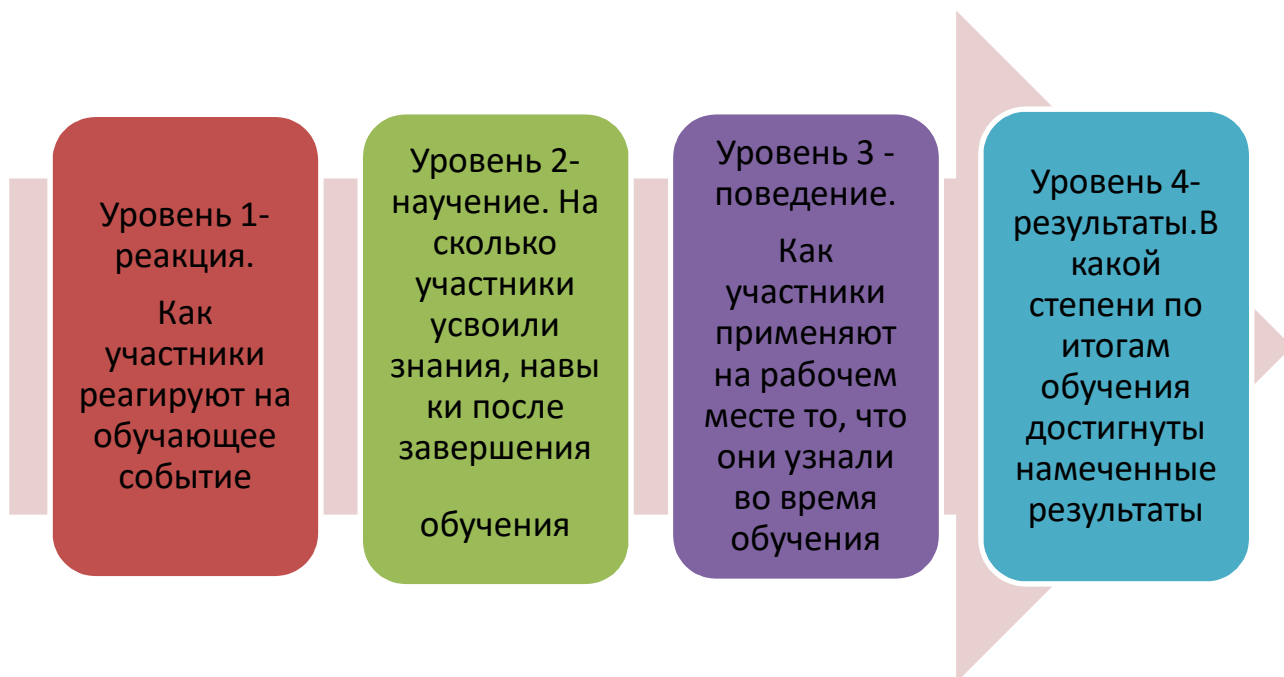 Уровень 1-
реакция.
Как
участники
реагируют на
обучающее
событие
Уровень 2-
научение. На
сколько
участники
усвоили
знания, навы
ки после
завершения
обучения
Уровень 3 -
поведение.
Как
участники
применяют
на рабочем
месте то, что
они узнали
во время
обучения
Уровень 4-
результаты.В
какой
степени по
итогам
обучения
достигнуты
намеченные
результаты